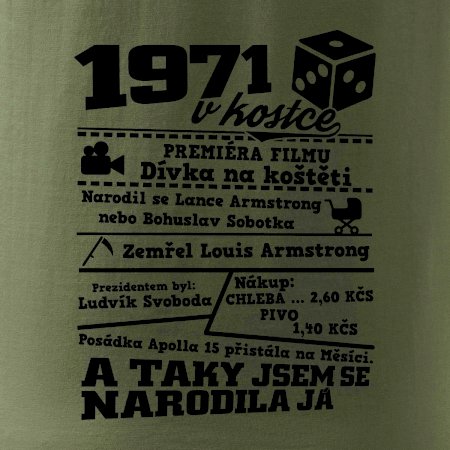 1971
v kostce
PREMIÉRA FILMU
Dívka na koštěti
Narodil se Lance Armstrong
nebo Bohuslav Sobotka
Zemřel Louis Armstrong
Prezidentem byl:
Ludvík Svoboda
Nákup:
CHLEBA ... 2,60 KČS
PIVO
1,40 KČS
Posádka Apolla 15 přistála na Měsíci.
A TAKY JSEM SE
NARODILA JÁ